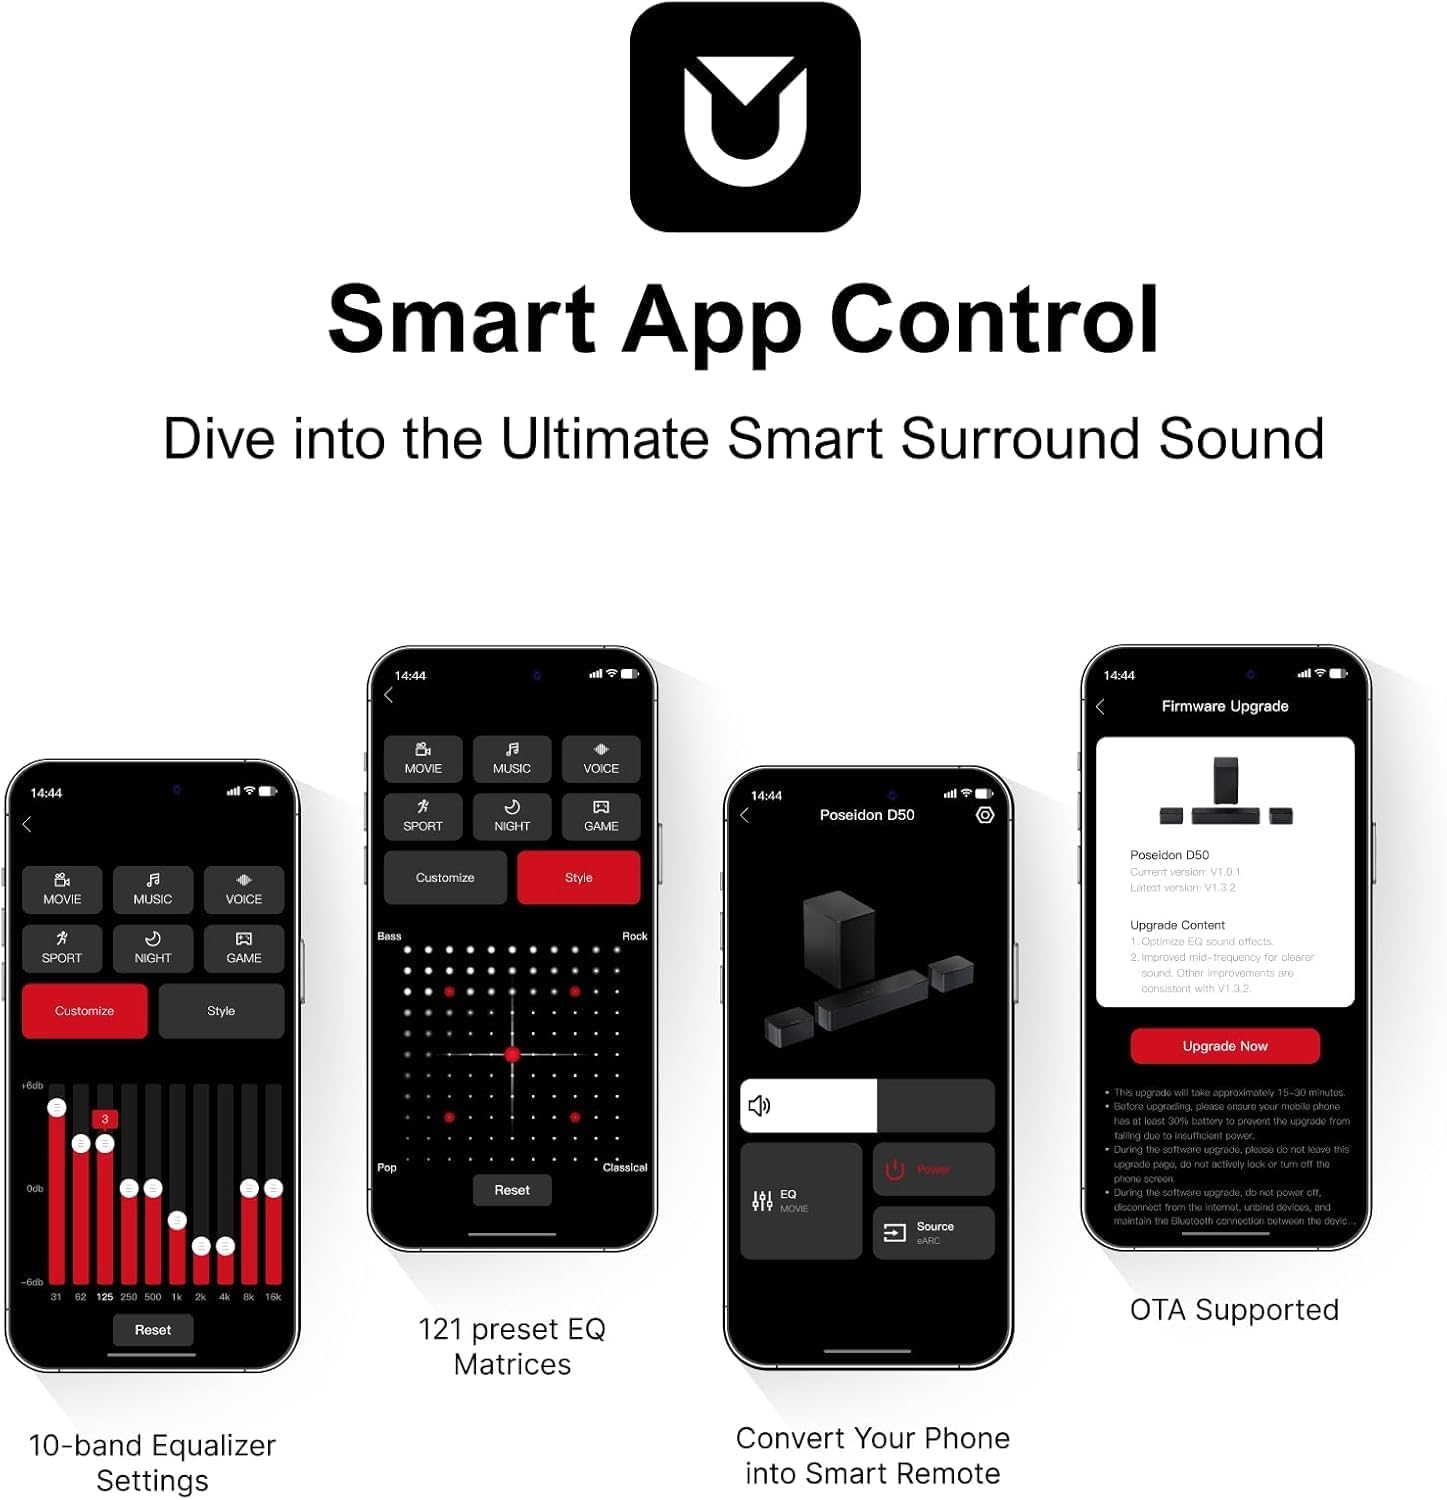 Smart App Control
Dive into the Ultimate Smart Surround Sound
14:44
MOVIE
MUSIC
VOICE
SPORT
NIGHT
GAME
Customize
Style
+6db
3
0db
-6db
31 62 125 250 500 1k 2k 4k 8k 16k
Reset
10-band Equalizer
Settings
14:44
MOVIE
MUSIC
VOICE
SPORT
NIGHT
GAME
Customize
Style
Bass
Rock
Pop
Classical
Reset
121 preset EQ
Matrices
14:44
Poseidon D50
EQ
MOVIE
Power
Source
eARC
Convert Your Phone
into Smart Remote
14:44
Firmware Upgrade
Poseidon D50
Current version: V1.0.1
Latest version: V1.3.2
Upgrade Content
1. Optimize EQ sound effects.
2. Improved mid-frequency for clearer
sound. Other improvements are
consistent with V1.3.2.
Upgrade Now
• This upgrade will take approximately 15-30 minutes.
• Before upgrading, please ensure your mobile phone
has at least 30% battery to prevent the upgrade from
failing due to insufficient power.
• During the software upgrade, please do not leave this
upgrade page, do not actively lock or turn off the
phone screen.
• During the software upgrade, do not power off,
disconnect from the internet, unbind devices, and
maintain the Bluetooth connection between the devic...
OTA Supported